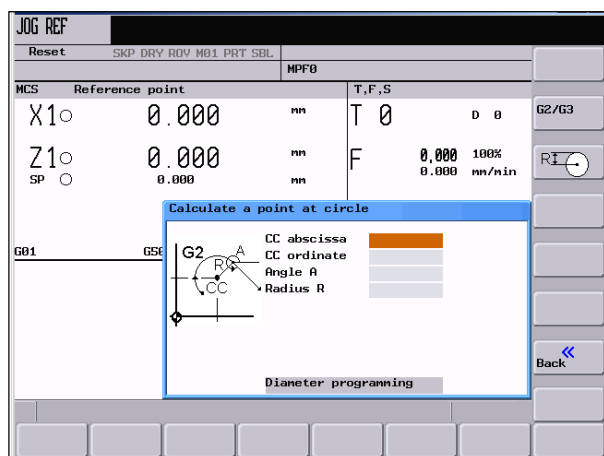 JOG REF
Reset SKP DRY ROV M01 PRT SBL
MPF0
MCS Reference point T,F,S
X1 0.000 mm T 0 D 0
Z1 0.000 mm F 0,000 100%
SP 0.000 mm 0.000 mm/min
G2/G3
R
Calculate a point at circle
G01
G2 A R CC
CC abscissa
CC ordinate
Angle A
Radius R
Diameter programming
Back